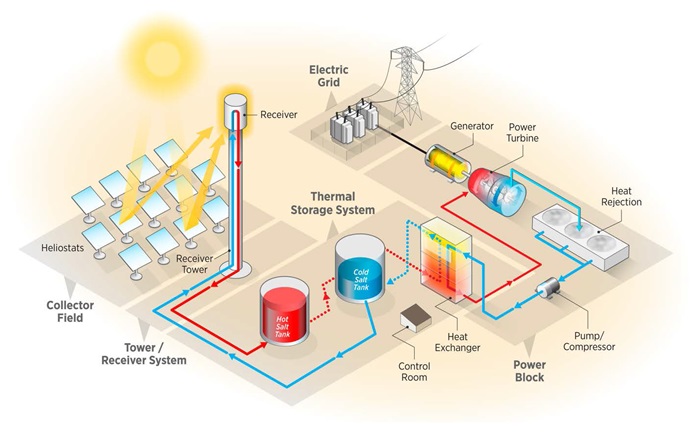 Electric
Grid
Receiver
Generator
Power
Turbine
Thermal
Storage System
Heat
Rejection
Heliostats
Receiver
Tower
Cold
Salt
Tank
Hot
Salt
Tank
Collector
Field
Tower /
Receiver System
Control
Room
Heat
Exchanger
Power
Block
Pump/
Compressor